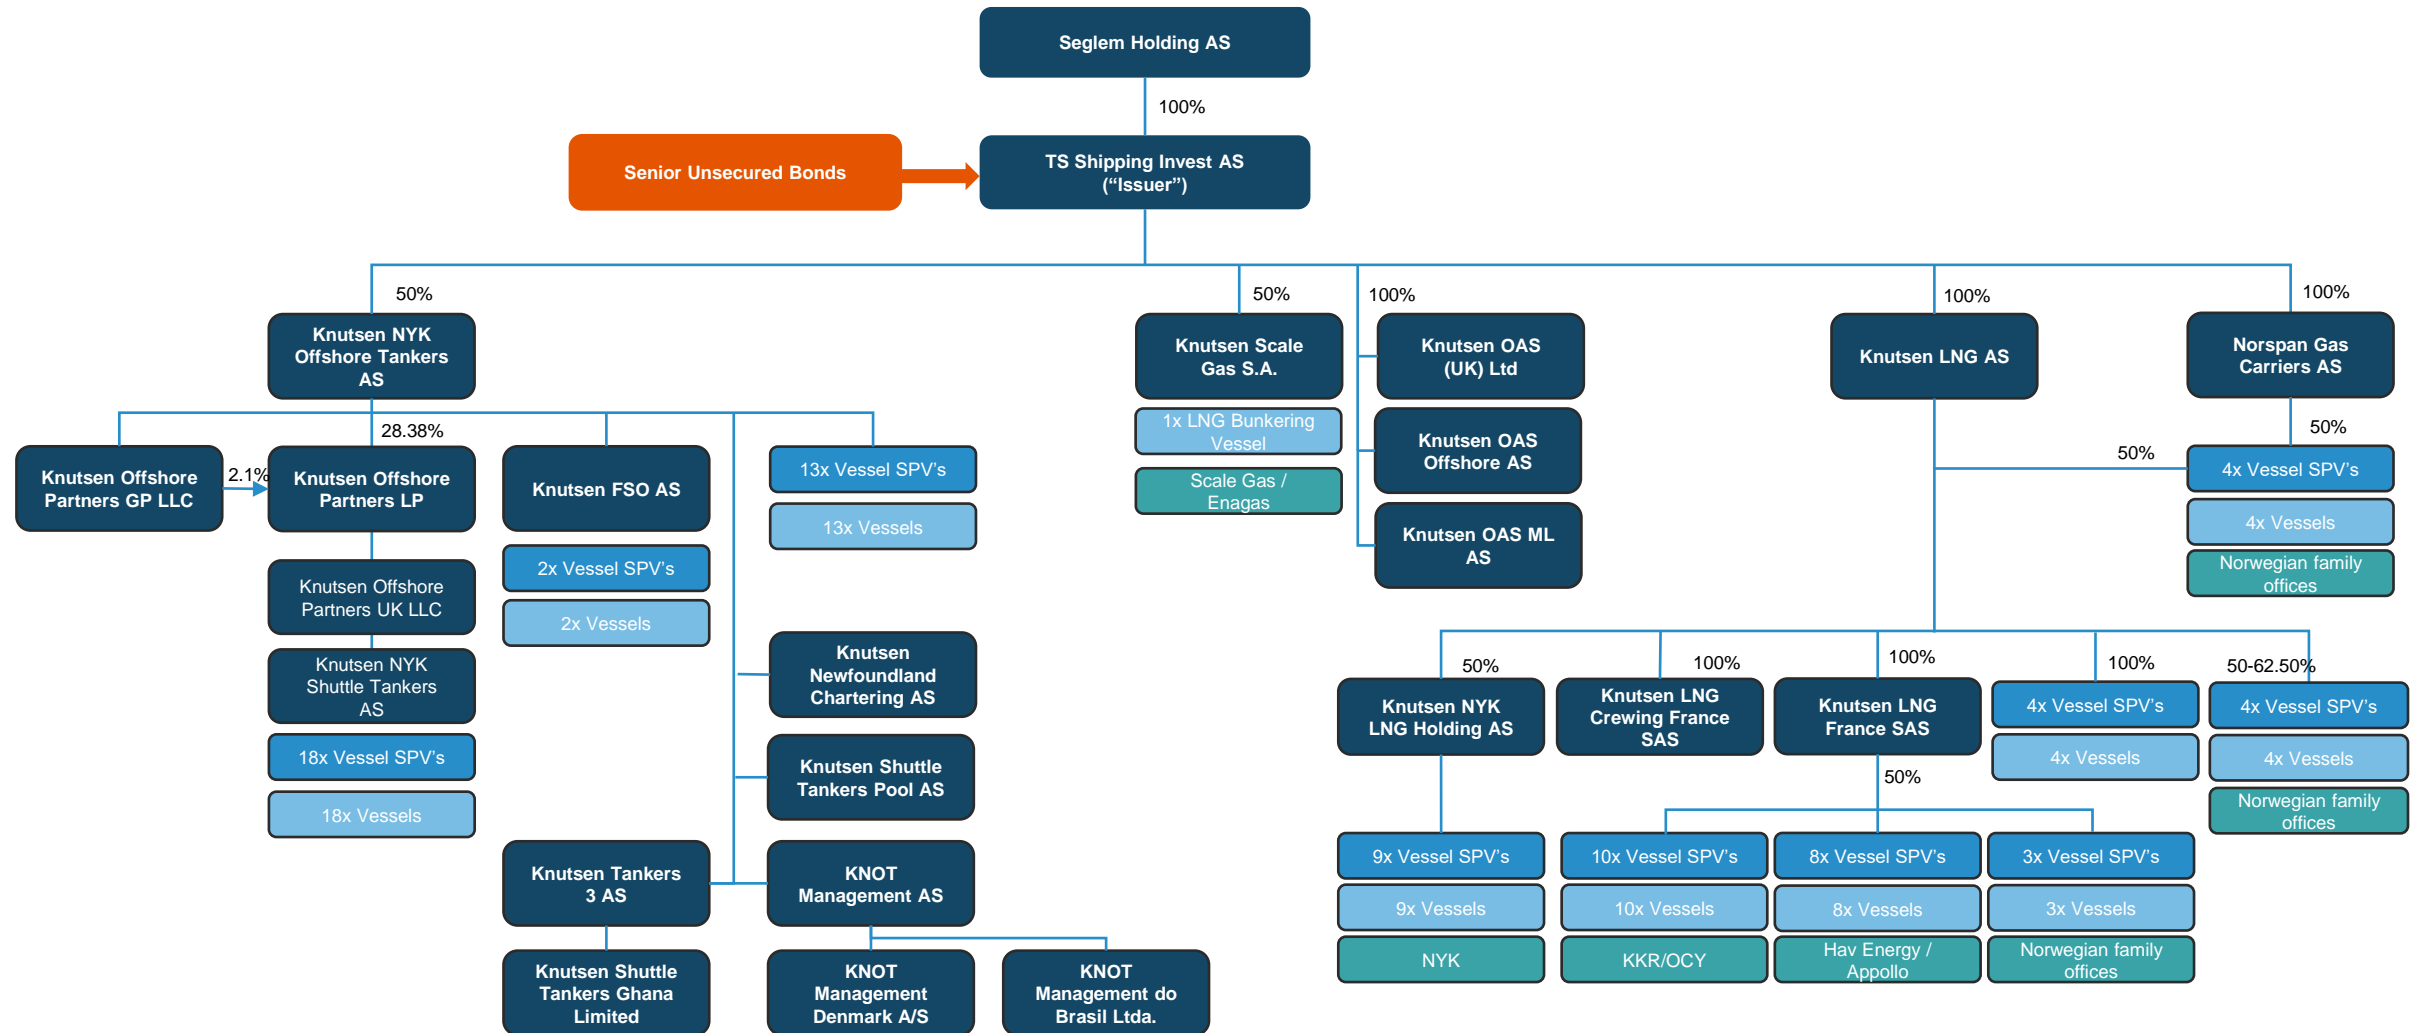 Seglem Holding AS
100%
Senior Unsecured Bonds
TS Shipping Invest AS
(“Issuer”)
50%
50%
100%
100%
100%
Knutsen NYK
Offshore Tankers
AS
Knutsen Scale
Gas S.A.
Knutsen OAS
(UK) Ltd
Knutsen LNG AS
Norspan Gas
Carriers AS
1x LNG Bunkering
Vessel
Scale Gas /
Enagas
Knutsen OAS
Offshore AS
Knutsen OAS ML
AS
50%
50%
4x Vessel SPV's
4x Vessels
Norwegian family
offices
28.38%
Knutsen Offshore
Partners GP LLC
2.1%
Knutsen Offshore
Partners LP
Knutsen FSO AS
13x Vessel SPV's
13x Vessels
Knutsen Offshore
Partners UK LLC
2x Vessel SPV's
2x Vessels
Knutsen NYK
Shuttle Tankers
AS
18x Vessel SPV's
18x Vessels
Knutsen
Newfoundland
Chartering AS
Knutsen Shuttle
Tankers Pool AS
Knutsen Tankers
3 AS
KNOT
Management AS
Knutsen Shuttle
Tankers Ghana
Limited
KNOT
Management
Denmark A/S
KNOT
Management do
Brasil Ltda.
50%
100%
100%
100%
50-62.50%
Knutsen NYK
LNG Holding AS
Knutsen LNG
Crewing France
SAS
Knutsen LNG
France SAS
4x Vessel SPV's
4x Vessels
4x Vessel SPV's
4x Vessels
Norwegian family
offices
50%
9x Vessel SPV's
9x Vessels
NYK
10x Vessel SPV's
10x Vessels
KKR/OCY
8x Vessel SPV's
8x Vessels
Hav Energy /
Appollo
3x Vessel SPV's
3x Vessels
Norwegian family
offices